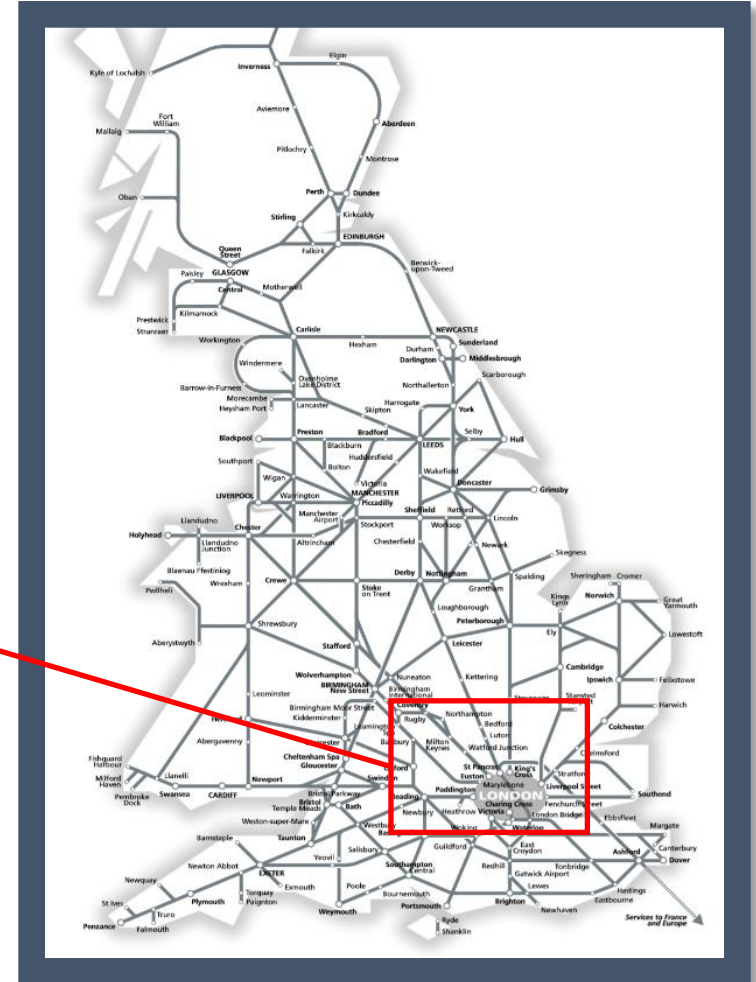 Kyle of Lochalsh
Inverness
Elgin
Aviemore
Fort
William
Mallaig
Aberdeen
Pitlochry
Montrose
Oban
Perth
Dundee
Stirling
Kirkcaldy
EDINBURGH
Queen
Street
Falkirk
GLASGOW
Central
Paisley
Motherwell
Berwick-
upon-Tweed
Prestwick
Stranraer
Kilmarnock
Carlisle
NEWCASTLE
Workington
Hexham
Sunderland
Durham
Darlington
Middlesbrough
Windermere
Oxenholme
Lake District
Scarborough
Barrow-in-Furness
Northallerton
Morecambe
Heysham Port
Lancaster
Skipton
Harrogate
York
Blackpool
Preston
Bradford
Selby
Hull
LEEDS
Blackburn
Southport
Bolton
Huddersfield
Wakefield
Wigan
Victoria
MANCHESTER
Piccadilly
Doncaster
Grimsby
LIVERPOOL
Warrington
Sheffield
Retford
Lincoln
Llandudno
Chester
Manchester
Airport
Stockport
Worksop
Holyhead
Llandudno
Junction
Altrincham
Chesterfield
Newark
Skegness
Blaenau Ffestiniog
Wrexham
Crewe
Stoke
on Trent
Derby
Nottingham
Grantham
Spalding
Sheringham
Cromer
Pwllheli
Kings
Lynn
Norwich
Great
Yarmouth
Loughborough
Shrewsbury
Peterborough
Ely
Lowestoft
Aberystwyth
Stafford
Leicester
Wolverhampton
Nuneaton
Kettering
Cambridge
BIRMINGHAM
New Street
Birmingham
International
Ipswich
Felixstowe
Leominster
Birmingham Moor Street
Coventry
Northampton
Harwich
Kidderminster
Rugby
Bedford
Colchester
Abergavenny
Leamington
Banbury
Milton
Keynes
Luton
Watford Junction
Chelmsford
Fishguard
Harbour
Cheltenham Spa
Gloucester
St Pancras
King's
Cross
Euston
Stratford
Milford
Haven
Llanelli
Newport
Swindon
Marylebone
Liverpool Street
Pembroke
Dock
Swansea
CARDIFF
Bristol Parkway
Reading
Paddington
LONDON
Southend
Bristol
Temple Meads
Bath
Newbury
Heathrow
Charing Cross
Victoria
Fenchurch Street
London Bridge
Ebbsfleet
Weston-super-Mare
Westbury
Woking
Waterloo
Margate
Barnstaple
Taunton
Salisbury
Guildford
East
Croydon
Canterbury
Newton Abbot
Yeovil
Southampton
Central
Redhill
Gatwick Airport
Tonbridge
Ashford
Dover
Newquay
EXETER
Exmouth
Poole
Bournemouth
Lewes
Hastings
Eastbourne
St Ives
Truro
Plymouth
Torquay
Paignton
Weymouth
Portsmouth
Brighton
Newhaven
Penzance
Falmouth
Ryde
Shanklin
Services to France
and Europe